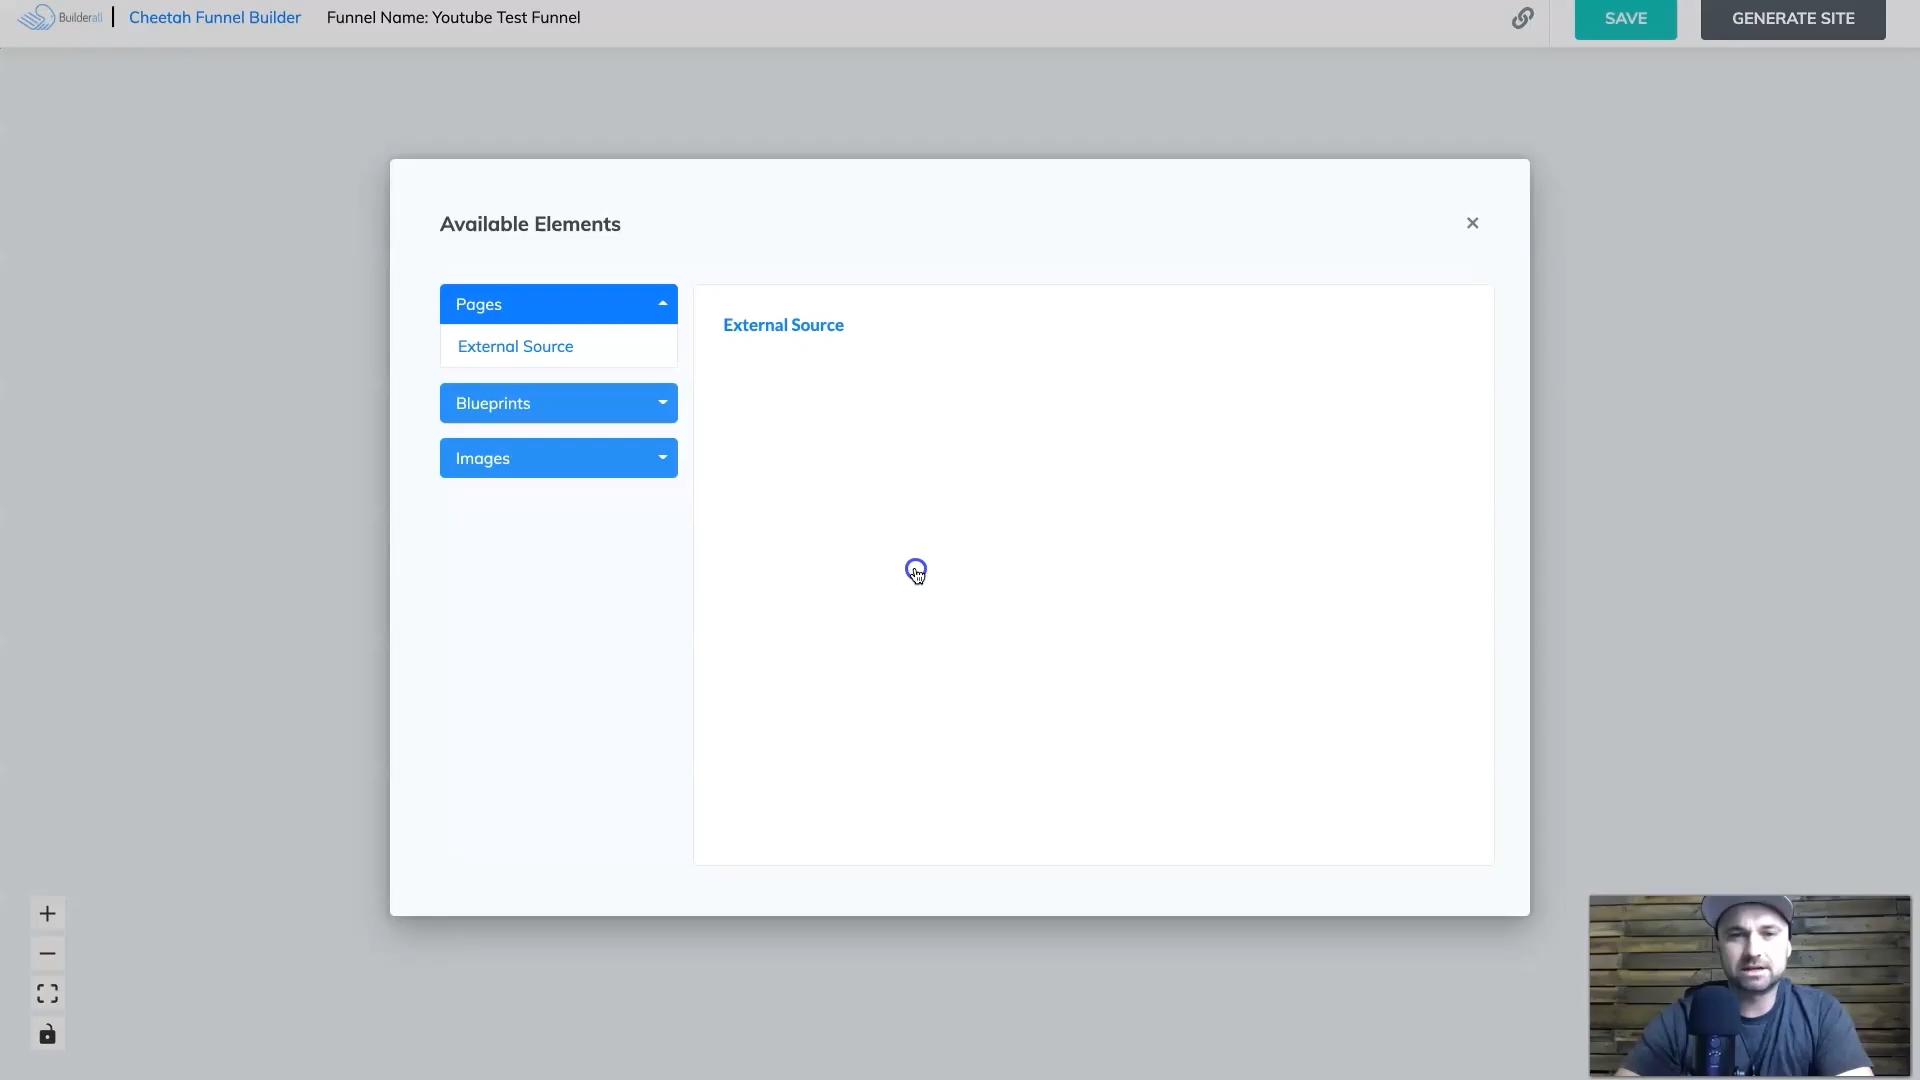 Builderall
Cheetah Funnel Builder
Funnel Name: Youtube Test Funnel
SAVE
GENERATE SITE
Available Elements
Pages
External Source
Blueprints
Images
External Source